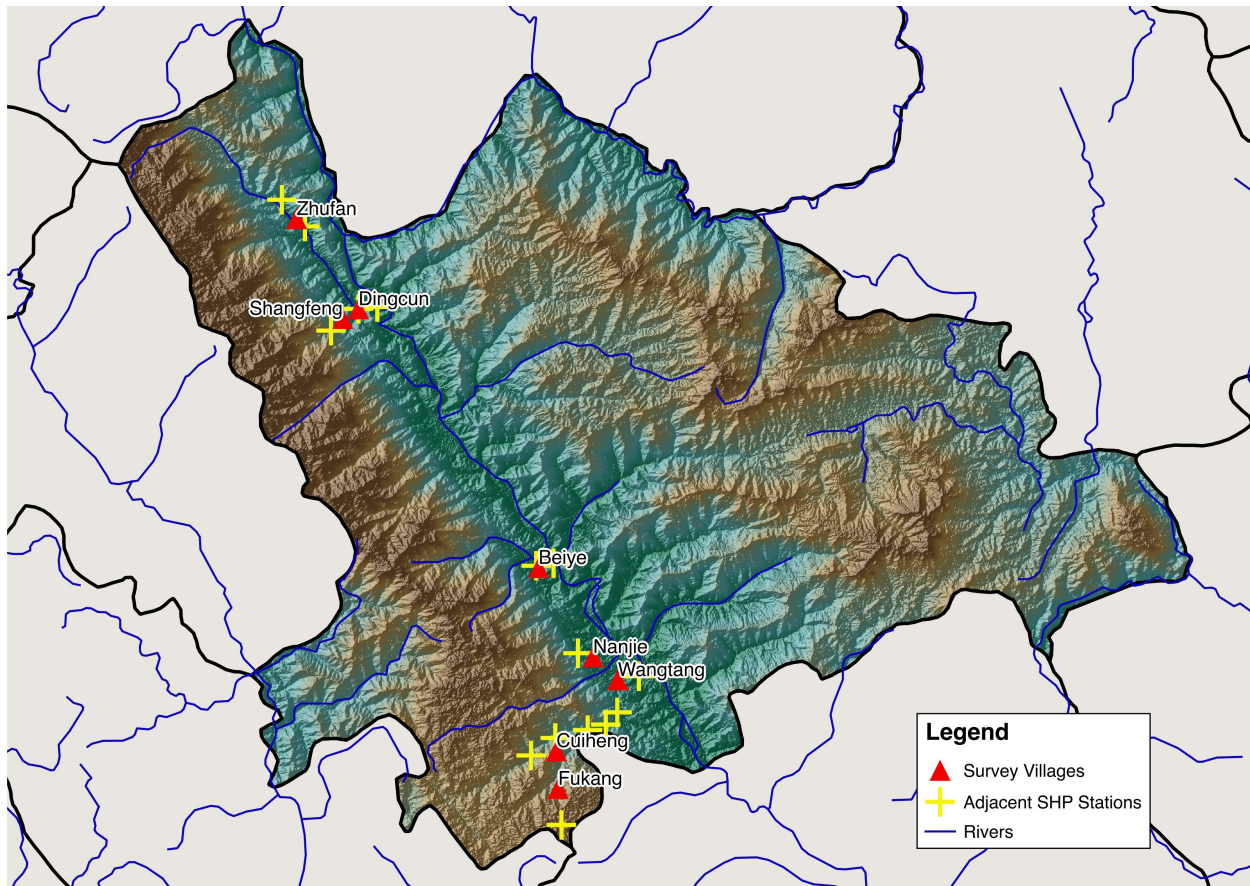 Zhufan
Shangfeng
Dingcun
Beiye
Nanjie
Wangtang
Cuiheng
Fukang
Legend
Survey Villages
Adjacent SHP Stations
Rivers